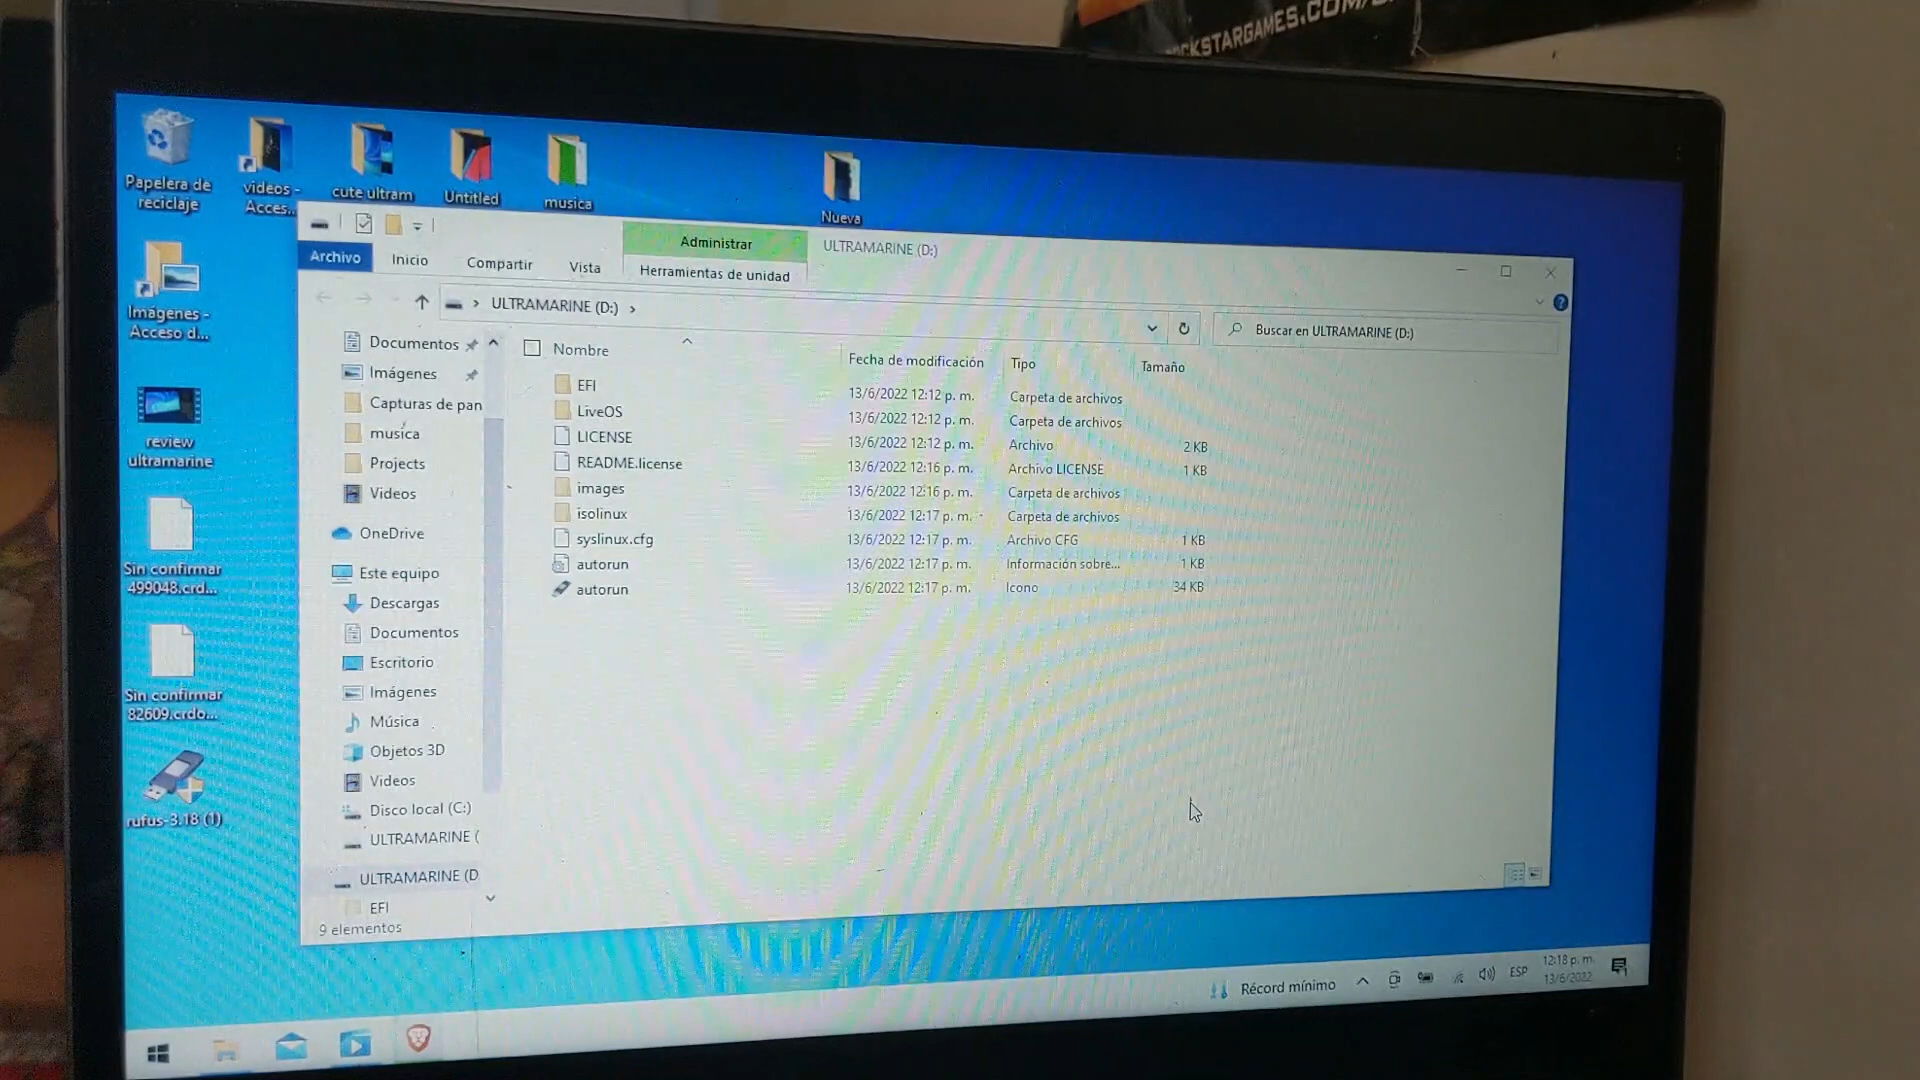 CKSTARGAMES.COM/
Papelera de
reciclaje
videos -
Acces...
cute ultram
Untitled
musica
Nueva
Imágenes -
Acceso d...
review
ultramarine
Sin confirmar
499048.crd...
Sin confirmar
82609.crdo...
rufus-3.18 (1)
Administrar
ULTRAMARINE (D:)
Archivo
Inicio
Compartir
Vista
Herramientas de unidad
ULTRAMARINE (D:)
Buscar en ULTRAMARINE (D:)
Documentos
Imágenes
Capturas de pan
musica
Projects
Videos
OneDrive
Este equipo
Descargas
Documentos
Escritorio
Imágenes
Música
Objetos 3D
Videos
Disco local (C:)
ULTRAMARINE (
ULTRAMARINE (D
EFI
9 elementos
Nombre Fecha de modificación Tipo Tamaño
EFI 13/6/2022 12:12 p. m. Carpeta de archivos
LiveOS 13/6/2022 12:12 p. m. Carpeta de archivos
LICENSE 13/6/2022 12:12 p. m. Archivo 2 KB
README.license 13/6/2022 12:16 p. m. Archivo LICENSE 1 KB
images 13/6/2022 12:16 p. m. Carpeta de archivos
isolinux 13/6/2022 12:17 p. m. Carpeta de archivos
syslinux.cfg 13/6/2022 12:17 p. m. Archivo CFG 1 KB
autorun 13/6/2022 12:17 p. m. Información sobre... 1 KB
autorun 13/6/2022 12:17 p. m. Icono 34 KB
Récord mínimo
ESP
12:18 p. m.
13/6/2022